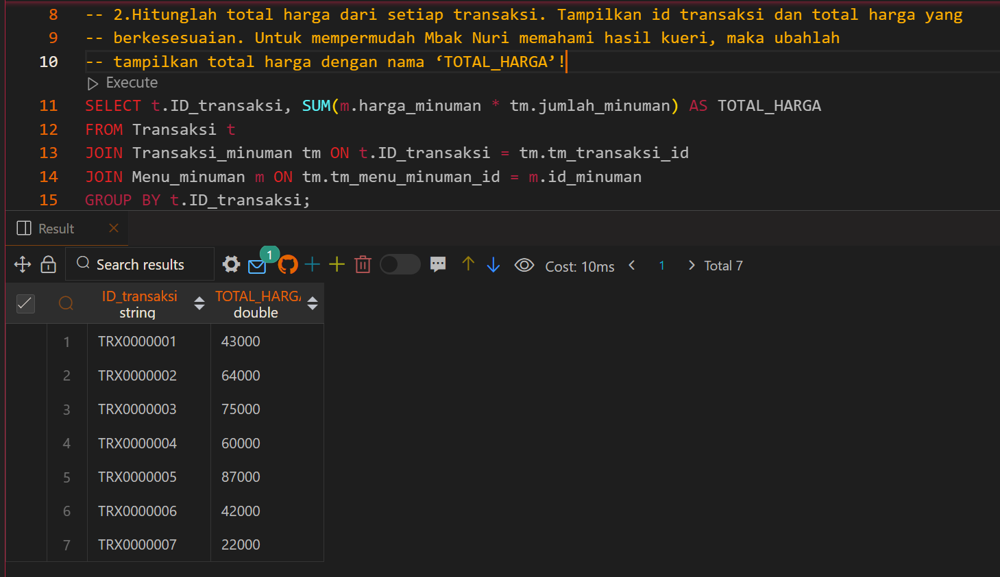 8 -- 2.Hitunglah total harga dari setiap transaksi. Tampilkan id transaksi dan total harga yang
9 -- berkesesuaian. Untuk mempermudah Mbak Nuri memahami hasil kueri, maka ubahlah
10 -- tampilkan total harga dengan nama ‘TOTAL_HARGA’!
Execute
11 SELECT t.ID_transaksi, SUM(m.harga_minuman * tm.jumlah_minuman) AS TOTAL_HARGA
12 FROM Transaksi t
13 JOIN Transaksi_minuman tm ON t.ID_transaksi = tm.tm_transaksi_id
14 JOIN Menu_minuman m ON tm.tm_menu_minuman_id = m.id_minuman
15 GROUP BY t.ID_transaksi;
Result
Search results 1 Cost: 10ms 1 Total 7
ID_transaksi TOTAL_HARGA
string double
1 TRX0000001 43000
2 TRX0000002 64000
3 TRX0000003 75000
4 TRX0000004 60000
5 TRX0000005 87000
6 TRX0000006 42000
7 TRX0000007 22000